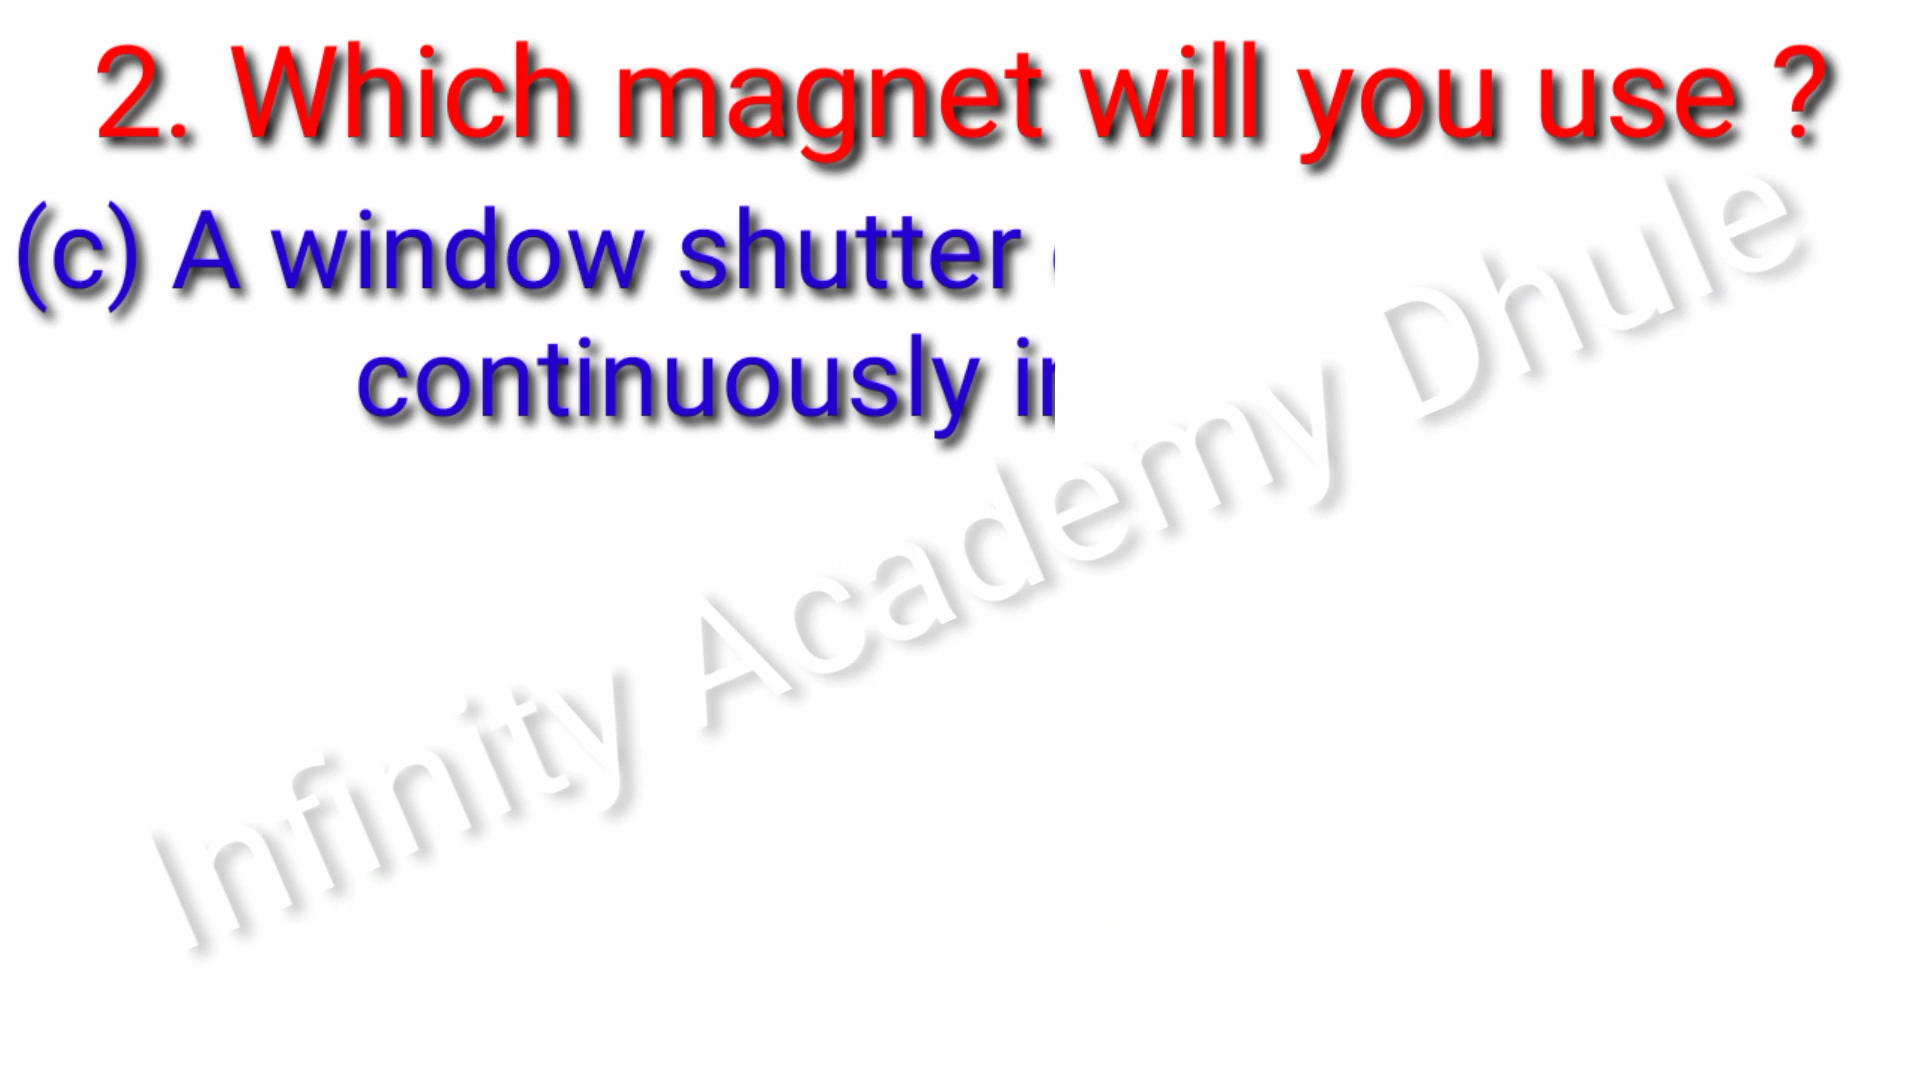 2. Which magnet will you use ?
(c) A window shutter
continuously
Infinity Academy Dhule